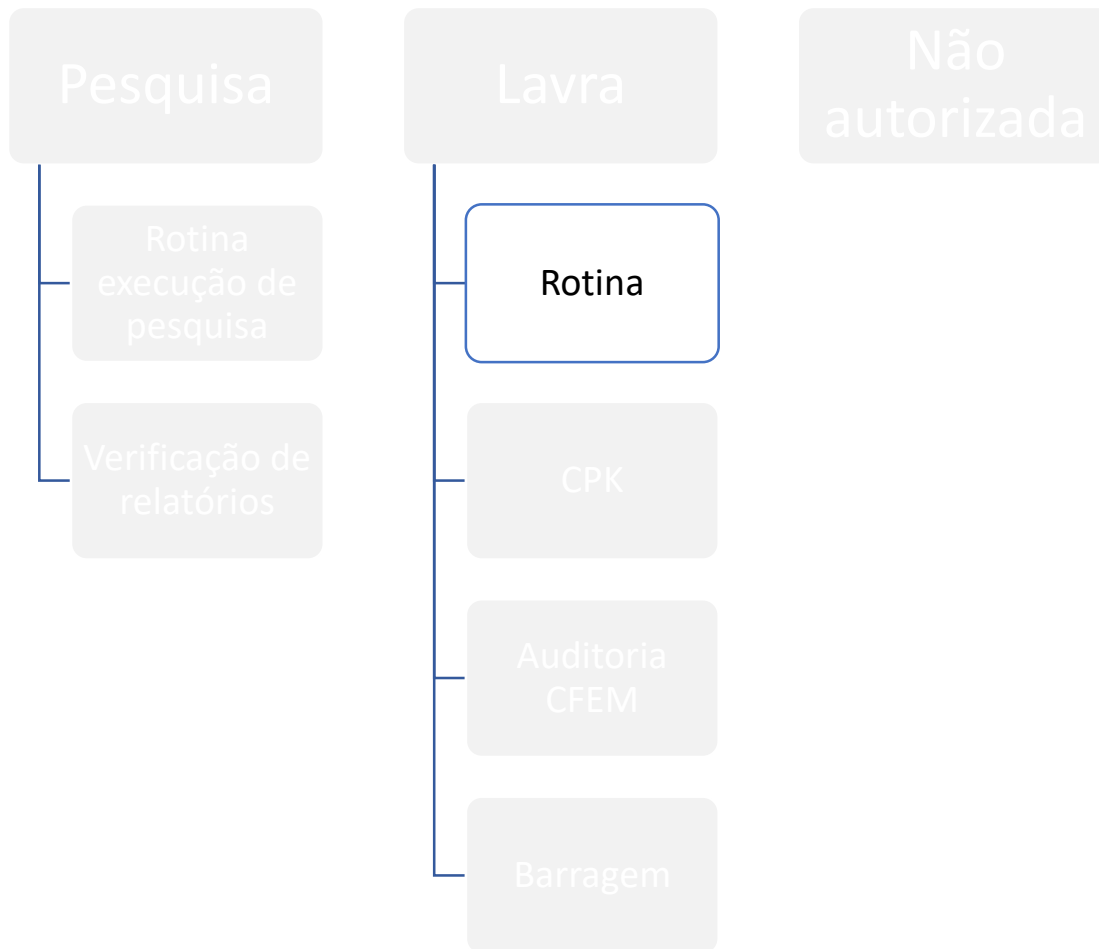 Pesquisa
Rotina
execução de
pesquisa
Verificação de
relatórios
Lavra
Rotina
CPK
Auditoria
CFEM
Barragem
Não
autorizada